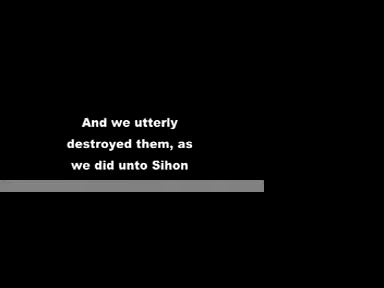 And we utterly
destroyed them, as
we did unto Sihon